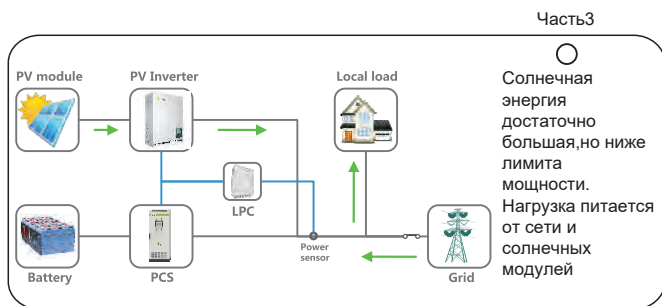 Часть3
PV module
PV Inverter
Local load
LPC
Power
sensor
Battery
PCS
Grid
Солнечная
энергия
достаточно
большая,но ниже
лимита
мощности.
Нагрузка питается
от сети и
солнечных
модулей